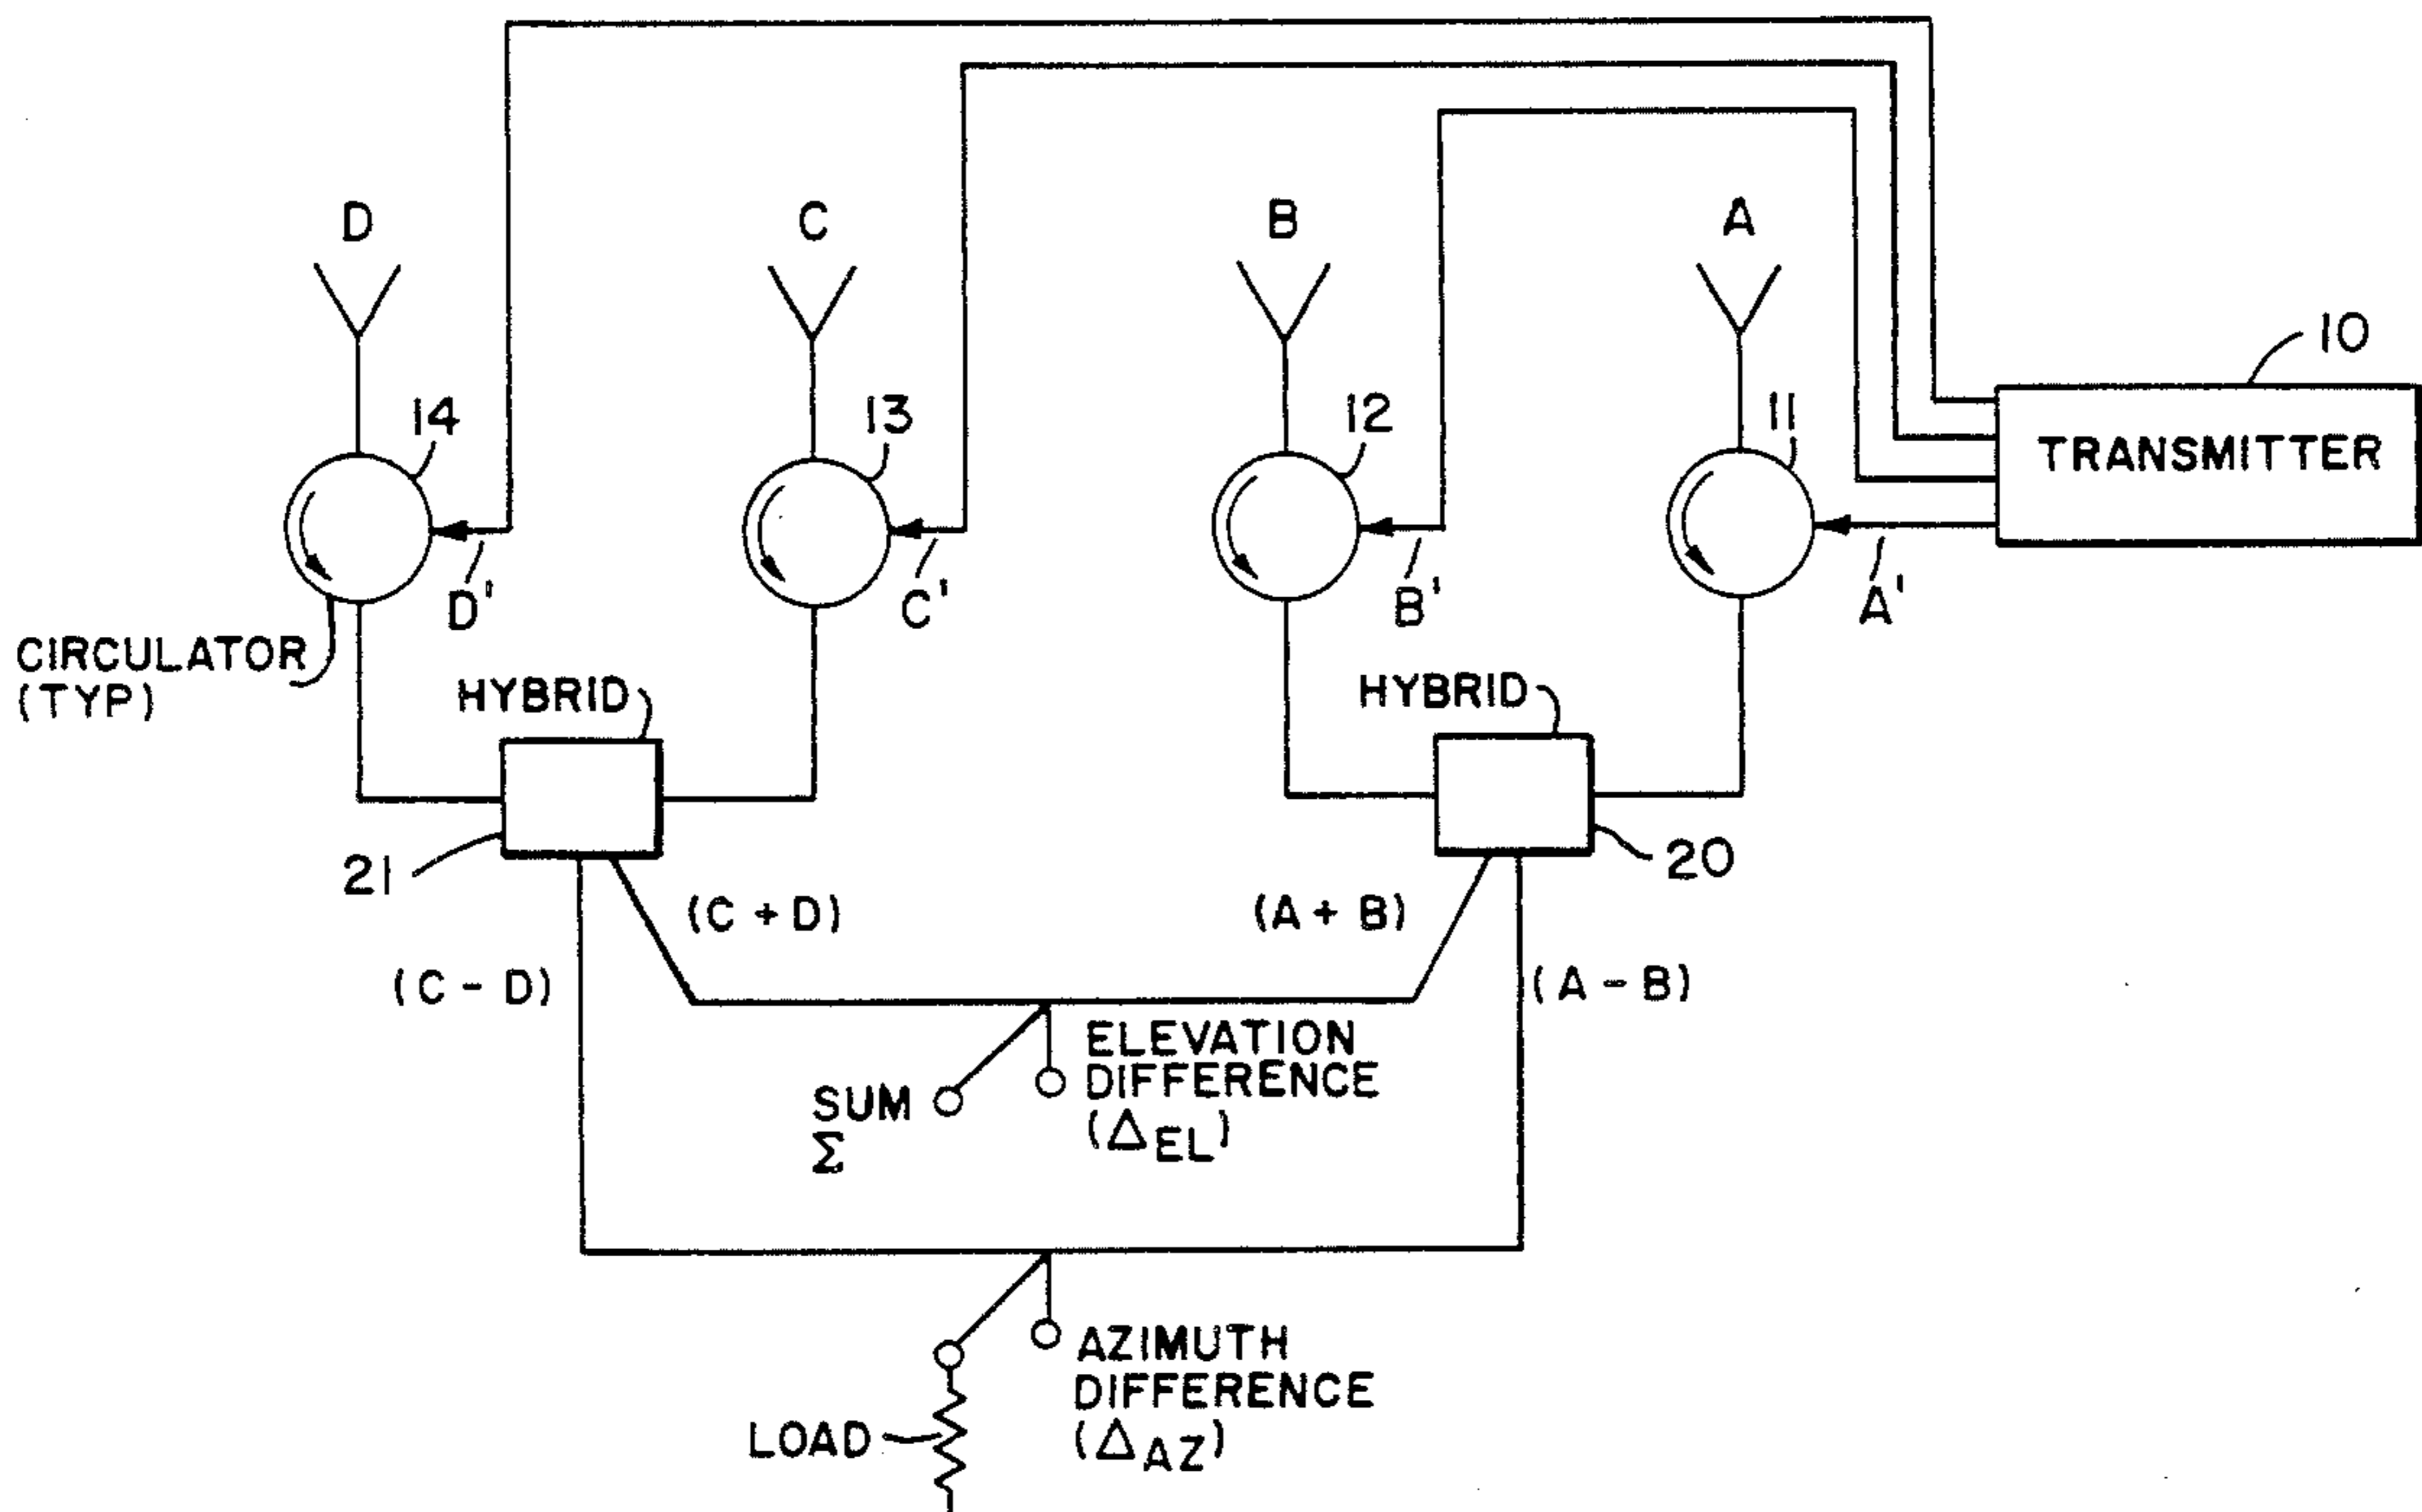 D
C
B
A
10
14
13
12
11
TRANSMITTER
D'
C'
B'
A'
CIRCULATOR
(TYP)
HYBRID
HYBRID
21
20
(C + D)
(A + B)
(C - D)
(A - B)
SUM
Σ
ELEVATION
DIFFERENCE
(ΔEL)
LOAD
AZIMUTH
DIFFERENCE
(ΔAZ)